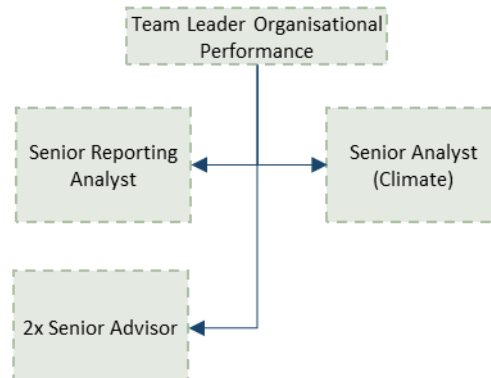 Team Leader Organisational
Performance
Senior Reporting
Analyst
Senior Analyst
(Climate)
2x Senior Advisor